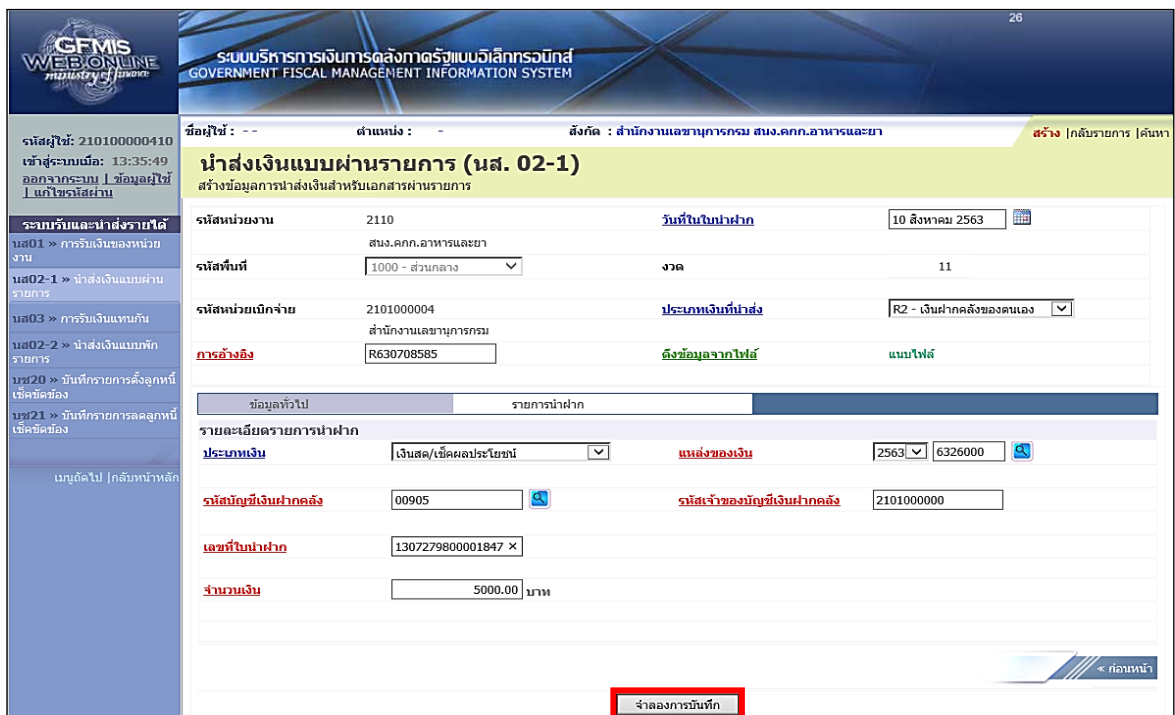 26
GFMIS
WEB ONLINE
ministry of finance
ระบบบริหารการเงินการคลังภาครัฐแบบอิเล็กทรอนิกส์
GOVERNMENT FISCAL MANAGEMENT INFORMATION SYSTEM
รหัสผู้ใช้: 210100000410
เข้าสู่ระบบเมื่อ: 13:35:49
ออกจากระบบ | ข้อมูลผู้ใช้
| แก้ไขรหัสผ่าน
ระบบรับและนำส่งรายได้
นส01 » การรับเงินของหน่วย
งาน
นส02-1 » นำส่งเงินแบบผ่าน
รายการ
นส03 » การรับเงินแทนกัน
นส02-2 » นำส่งเงินแบบพัก
รายการ
บช20 » บันทึกรายการตั้งลูกหนี้
เช็คขัดข้อง
บช21 » บันทึกรายการลดลูกหนี้
เช็คขัดข้อง
เมนูถัดไป |กลับหน้าหลัก
ชื่อผู้ใช้ : - - ตำแหน่ง : - สังกัด : สำนักงานเลขานุการกรม สนง.คกก.อาหารและยา สร้าง |กลับรายการ |ค้นหา
นำส่งเงินแบบผ่านรายการ (นส. 02-1)
สร้างข้อมูลการนำส่งเงินสำหรับเอกสารผ่านรายการ
รหัสหน่วยงาน 2110 วันที่ในใบนำฝาก 10 สิงหาคม 2563
สนง.คกก.อาหารและยา
รหัสพื้นที่ 1000 - ส่วนกลาง งวด 11
รหัสหน่วยเบิกจ่าย 2101000004 ประเภทเงินที่นำส่ง R2 - เงินฝากคลังของตนเอง
สำนักงานเลขานุการกรม
การอ้างอิง R630708585 ดึงข้อมูลจากไฟล์ แนบไฟล์
ข้อมูลทั่วไป รายการนำฝาก
รายละเอียดรายการนำฝาก
ประเภทเงิน เงินสด/เช็คผลประโยชน์ แหล่งของเงิน 2563 6326000
รหัสบัญชีเงินฝากคลัง 00905 รหัสเจ้าของบัญชีเงินฝากคลัง 2101000000
เลขที่ใบนำฝาก 1307279800001847 ×
จำนวนเงิน 5000.00 บาท
« ก่อนหน้า
จำลองการบันทึก